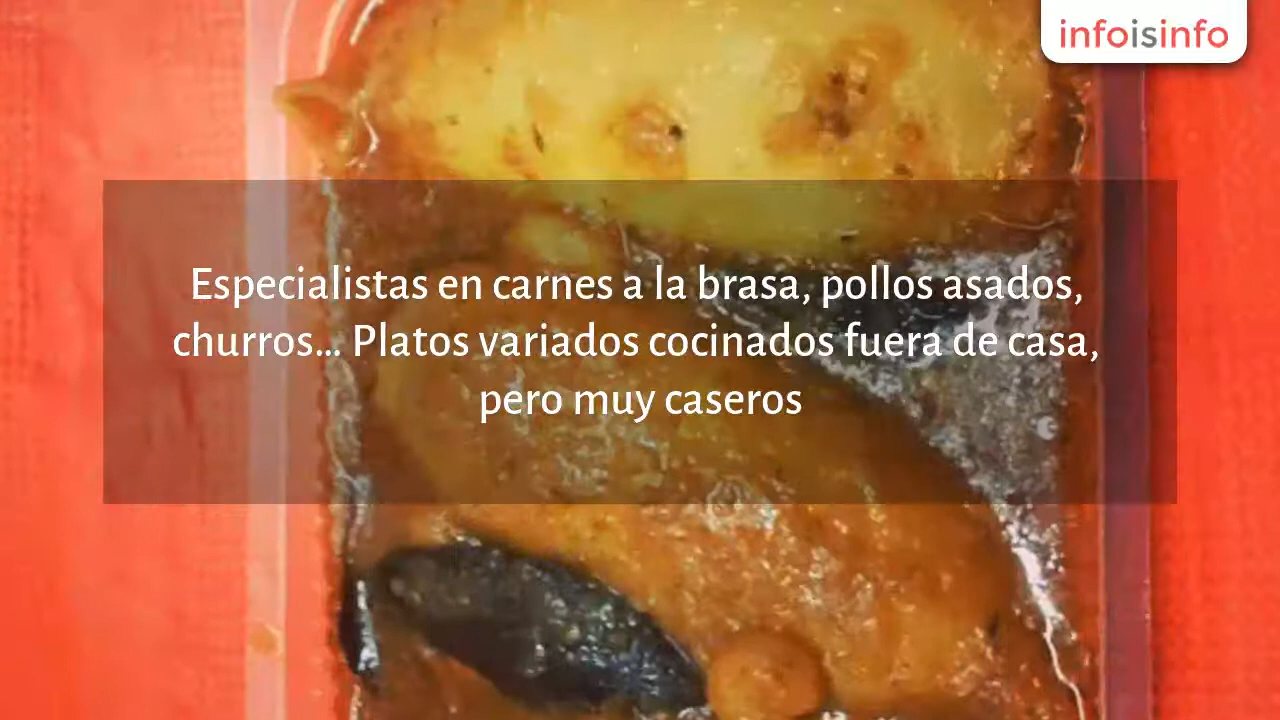 infoisinfo
Especialistas en carnes a la brasa, pollos asados,
churros... Platos variados cocinados fuera de casa,
pero muy caseros